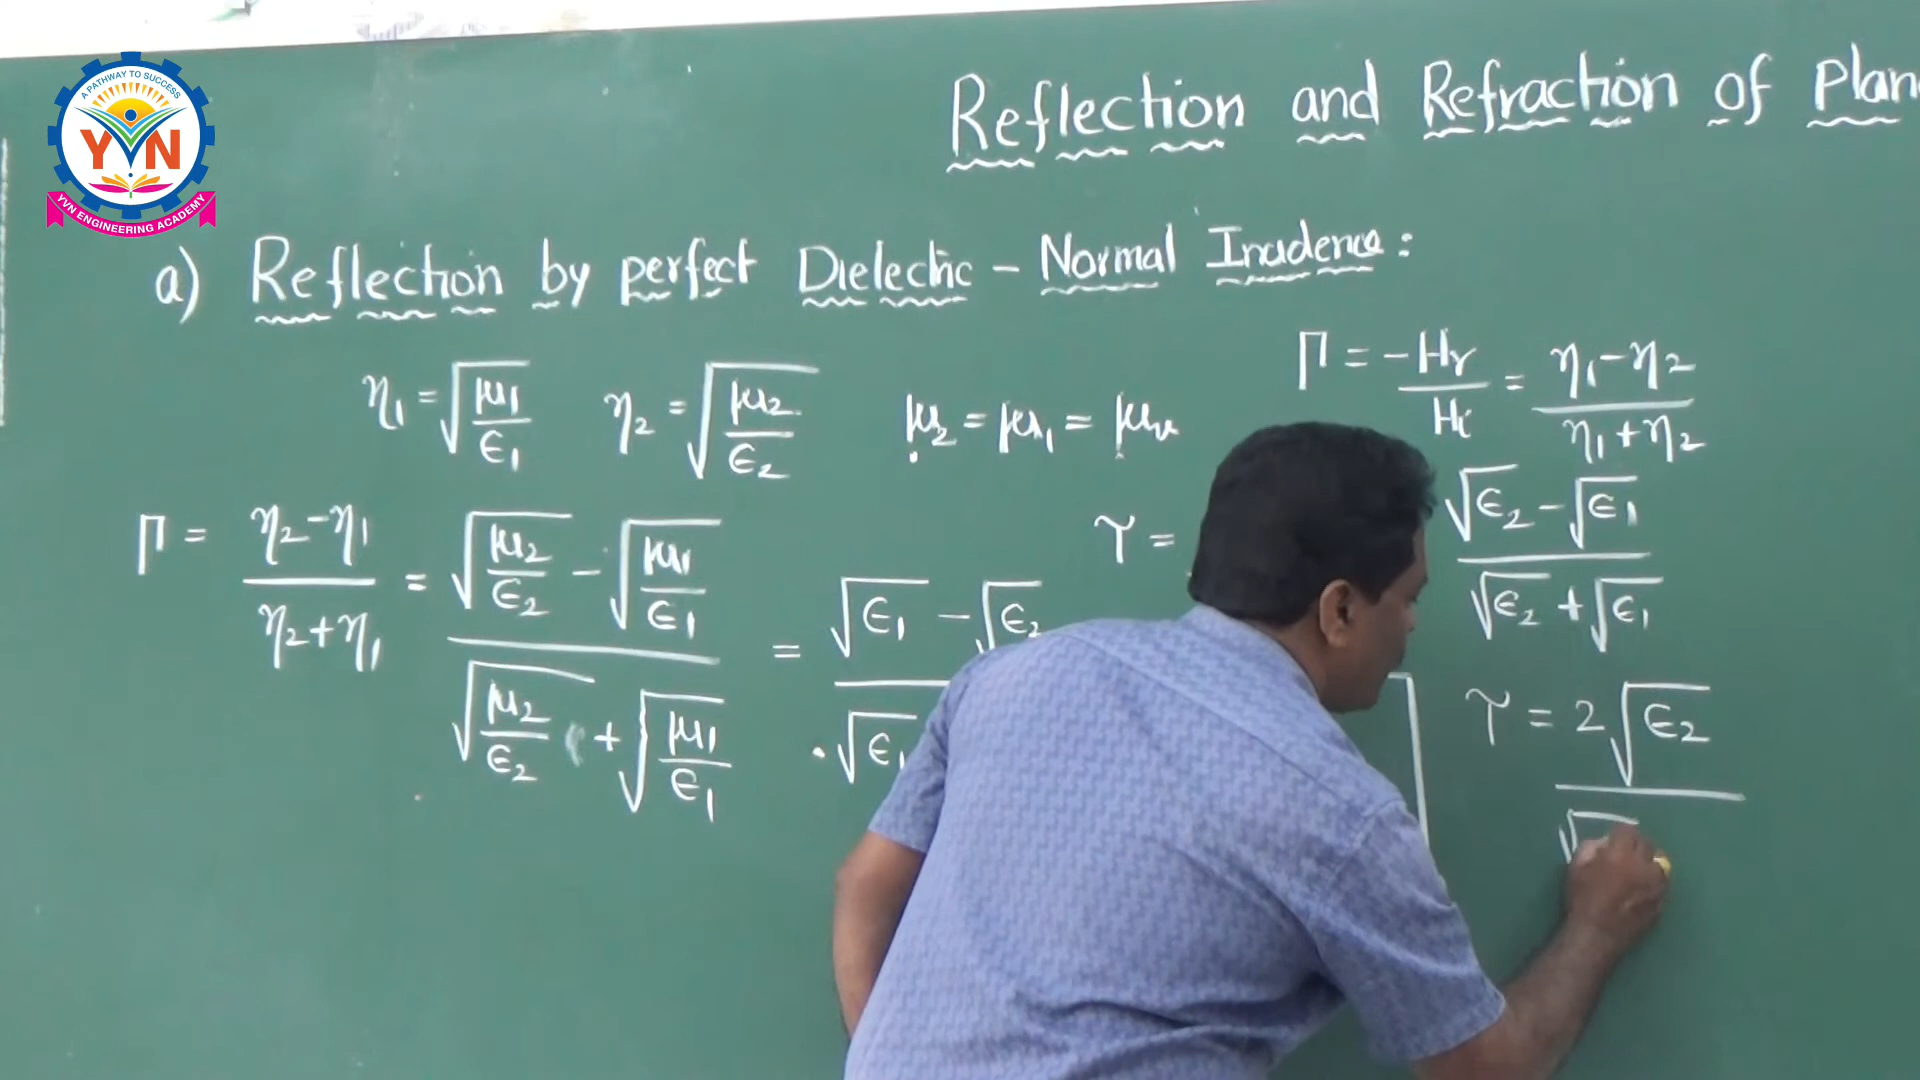 A PATHWAY TO SUCCESS
YVN
YVN ENGINEERING ACADEMY
Reflection and Refraction of Plan
a) Reflection by perfect Dielectric - Normal Incidence :
η₁ = √(μ₁/ϵ₁) η₂ = √(μ₂/ϵ₂) μ₂ = μ₁ =
Γ = -Hr/Hi = (η₁-η₂)/(η₁+η₂)
Γ = (η₂-η₁)/(η₂+η₁) = (√(μ₂/ϵ₂) - √(μ₁/ϵ₁))/(√(μ₂/ϵ₂) + √(μ₁/ϵ₁)) = (√ϵ₁ - √ϵ₂)/(√ϵ₁
τ =
(√ϵ₂ - √ϵ₁)/(√ϵ₂ + √ϵ₁)
τ = 2√ϵ₂/√